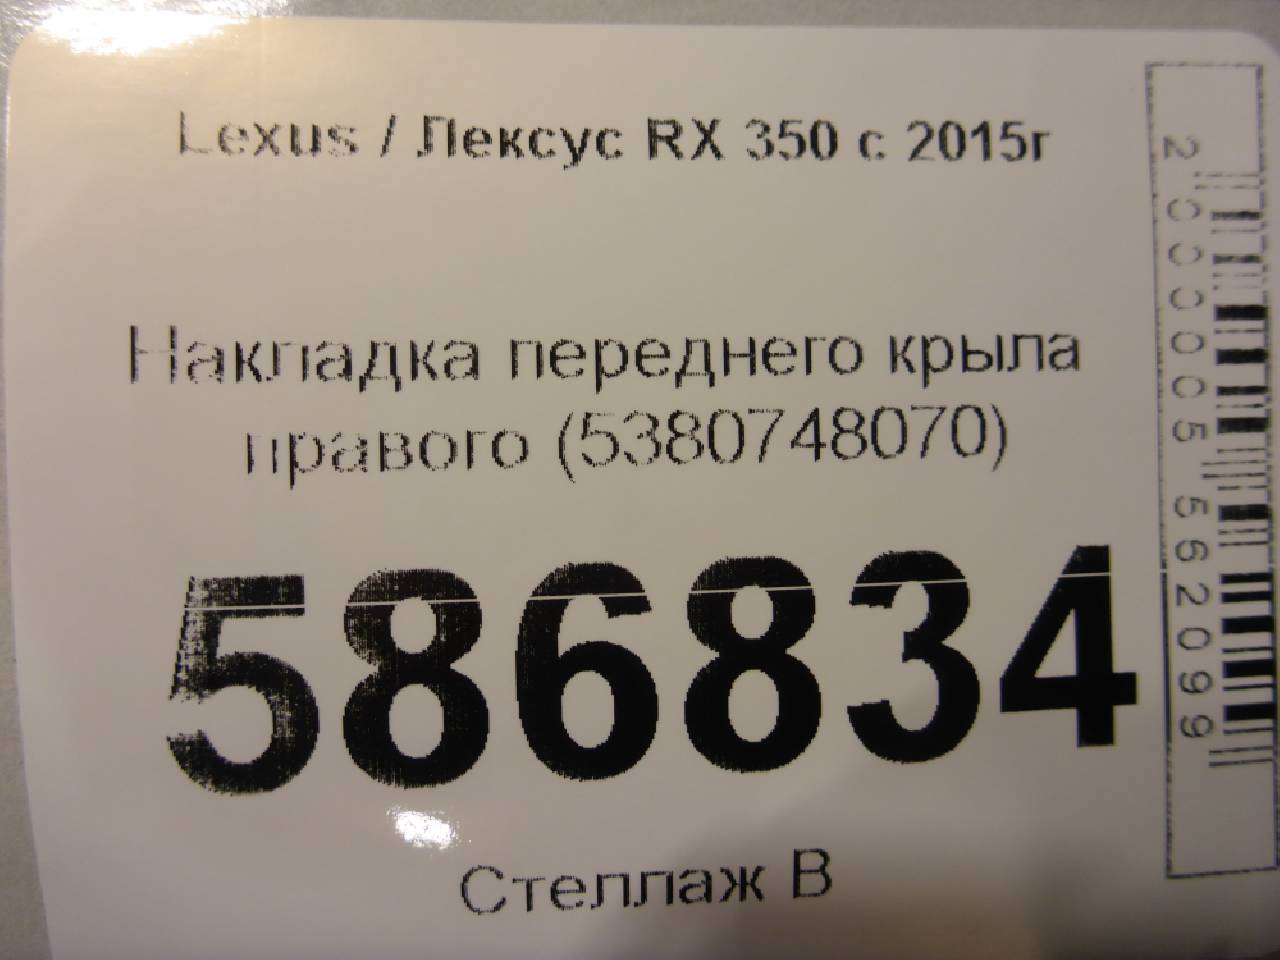 Lexus / Лексус RX 350 с 2015г
Накладка переднего крыла
правого (5380748070)
586834
Стеллаж В
2000005562099